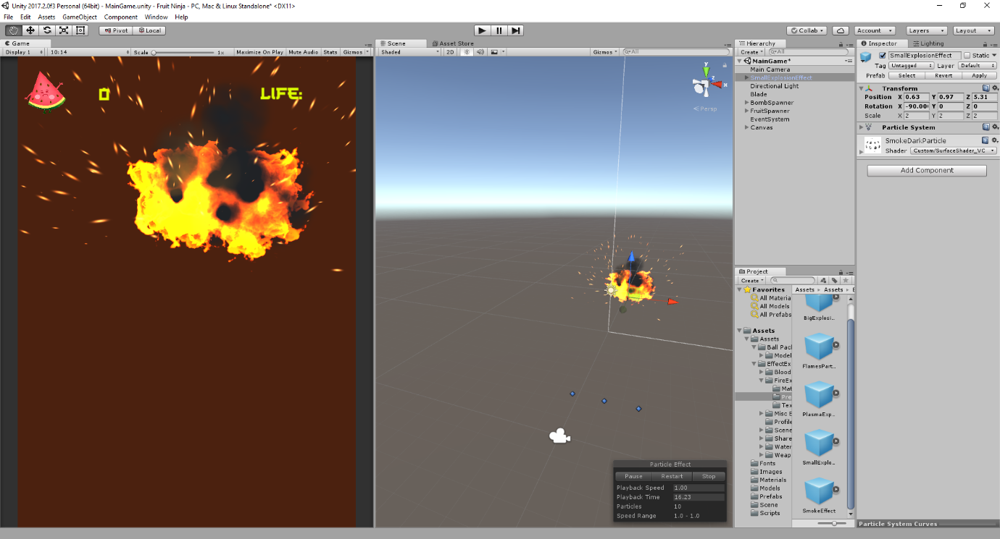 Unity 2017.2.0f3 Personal (64bit) - MainGame.unity - Fruit Ninja - PC, Mac & Linux Standalone* <DX11>
File Edit Assets GameObject Component Window Help
Pivot Local Collab Account Layers Layout
Game
Display 1 10:14 Scale 1x Maximize On Play Mute Audio Stats Gizmos
0 LIFE:
Scene Asset Store
Shaded 2D Gizmos All
y z x
Persp
Particle Effect
Pause Restart Stop
Playback Speed 1.00
Playback Time 16.23
Particles 10
Speed Range 1.0 - 1.0
Hierarchy
Create All
MainGame*
Main Camera
SmallExplosionEffect
Directional Light
Blade
BombSpawner
FruitSpawner
EventSystem
Canvas
Project
Create
Favorites
All Materia
All Models
All Prefabs
Assets
Assets
Ball Pack
Model
EffectEx
Blood
FireEx
Mat
Pre
Tex
Misc E
Profile
Scene
Share
Water
Weap
Fonts
Images
Materials
Models
Prefabs
Scene
Scripts
Assets Assets E
BigExplosi...
FlamesPart...
PlasmaExp...
SmallExplo...
SmokeEffect
Inspector Lighting
SmallExplosionEffect Static
Tag Untagged Layer Default
Prefab Select Revert Apply
Transform
Position X 0.63 Y 0.97 Z 5.31
Rotation X -90.00 Y 0 Z 0
Scale X 2 Y 2 Z 2
Particle System
SmokeDarkParticle
Shader Custom/SurfaceShader_VC
Add Component
Particle System Curves